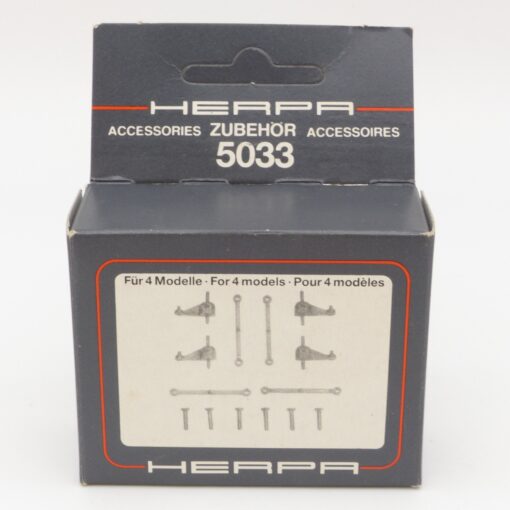 HERPA
ACCESSORIES ZUBEHÖR ACCESSOIRES
5033
Für 4 Modelle · For 4 models · Pour 4 modèles
HERPA